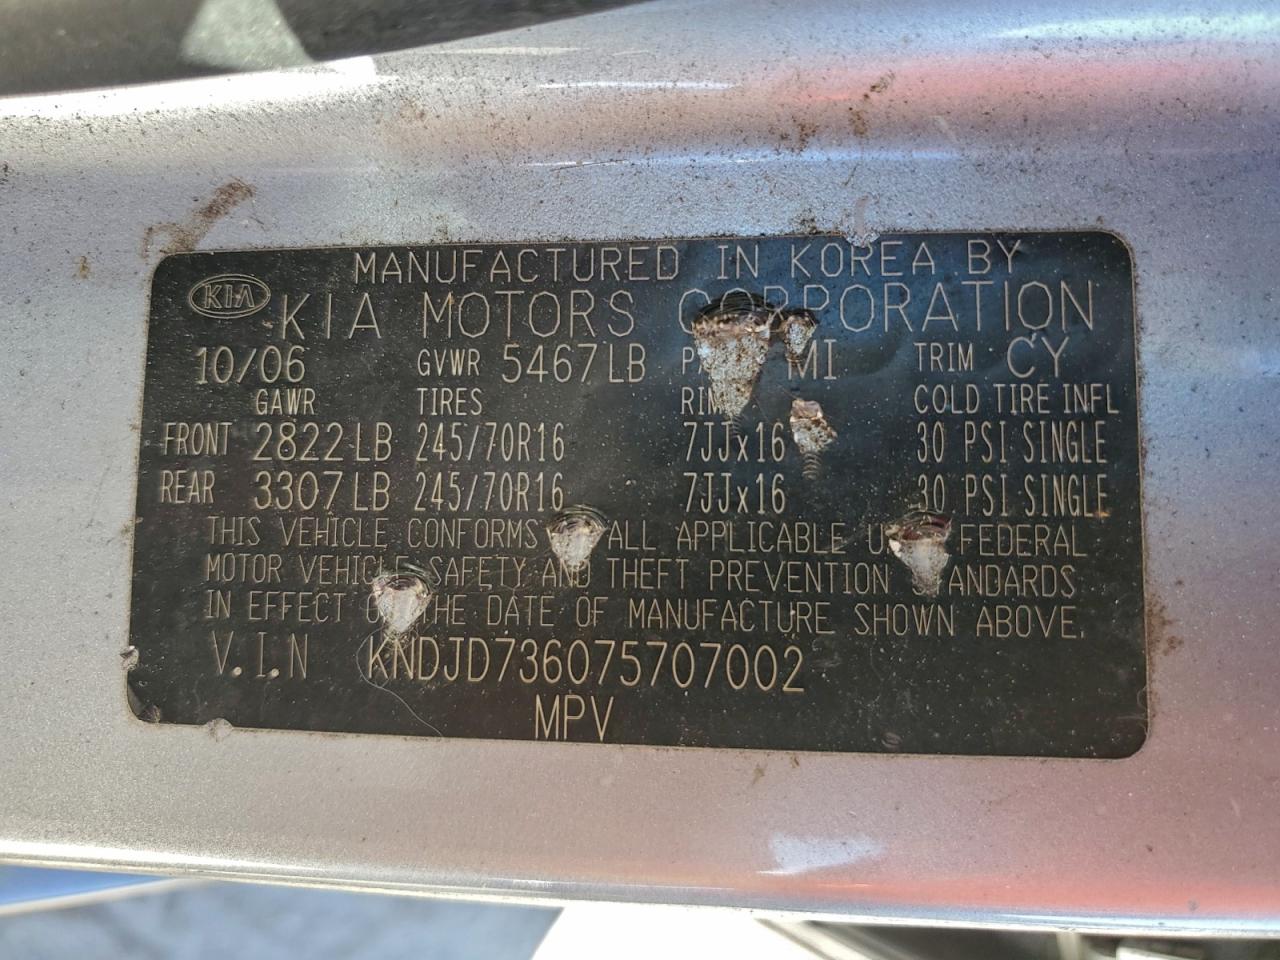 MANUFACTURED IN KOREA BY
KIA KIA MOTORS CORPORATION
10/06 GVWR 5467LB MI TRIM CY
GAWR TIRES RIM COLD TIRE INFL
FRONT 2822LB 245/70R16 7JJx16 30 PSI SINGLE
REAR 3307LB 245/70R16 7JJx16 30 PSI SINGLE
THIS VEHICLE CONFORMS ALL APPLICABLE FEDERAL
MOTOR VEHICLE SAFETY AND THEFT PREVENTION STANDARDS
IN EFFECT THE DATE OF MANUFACTURE SHOWN ABOVE.
V.I.N KNDJD736075707002
MPV